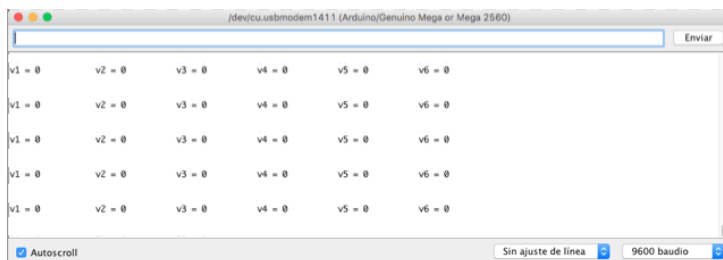 /dev/cu.usbmodem1411 (Arduino/Genuino Mega or Mega 2560)
Enviar
v1 = 0 v2 = 0 v3 = 0 v4 = 0 v5 = 0 v6 = 0
v1 = 0 v2 = 0 v3 = 0 v4 = 0 v5 = 0 v6 = 0
v1 = 0 v2 = 0 v3 = 0 v4 = 0 v5 = 0 v6 = 0
v1 = 0 v2 = 0 v3 = 0 v4 = 0 v5 = 0 v6 = 0
v1 = 0 v2 = 0 v3 = 0 v4 = 0 v5 = 0 v6 = 0
Autoscroll Sin ajuste de línea 9600 baudio